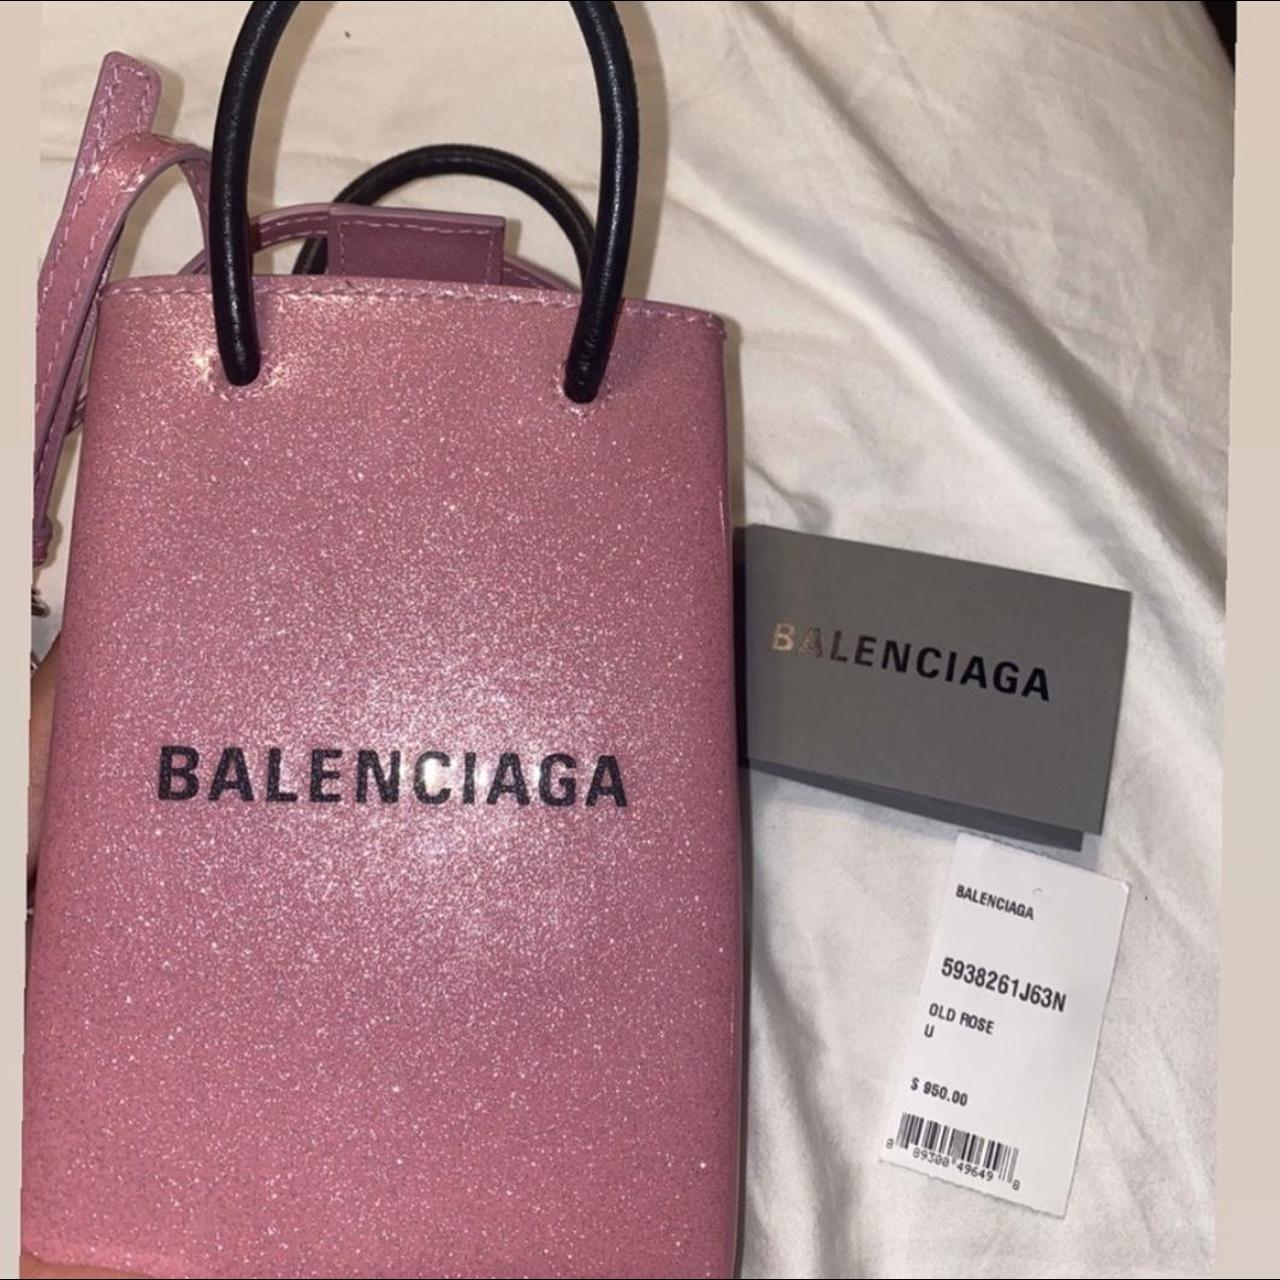 BALENCIAGA
BALENCIAGA
BALENCIAGA
5938261J63N
OLD ROSE
U
$ 950.00
8 89300 49649 8